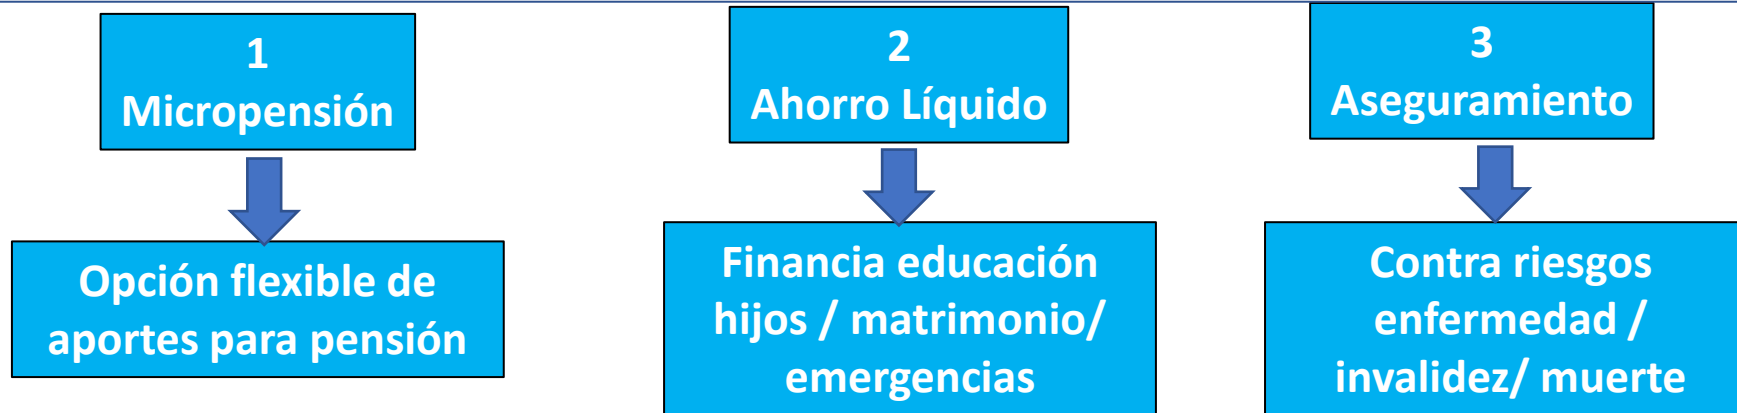 1
Micropensión
Opción flexible de
aportes para pensión
2
Ahorro Líquido
Financia educación
hijos / matrimonio/
emergencias
3
Aseguramiento
Contra riesgos
enfermedad /
invalidez/ muerte